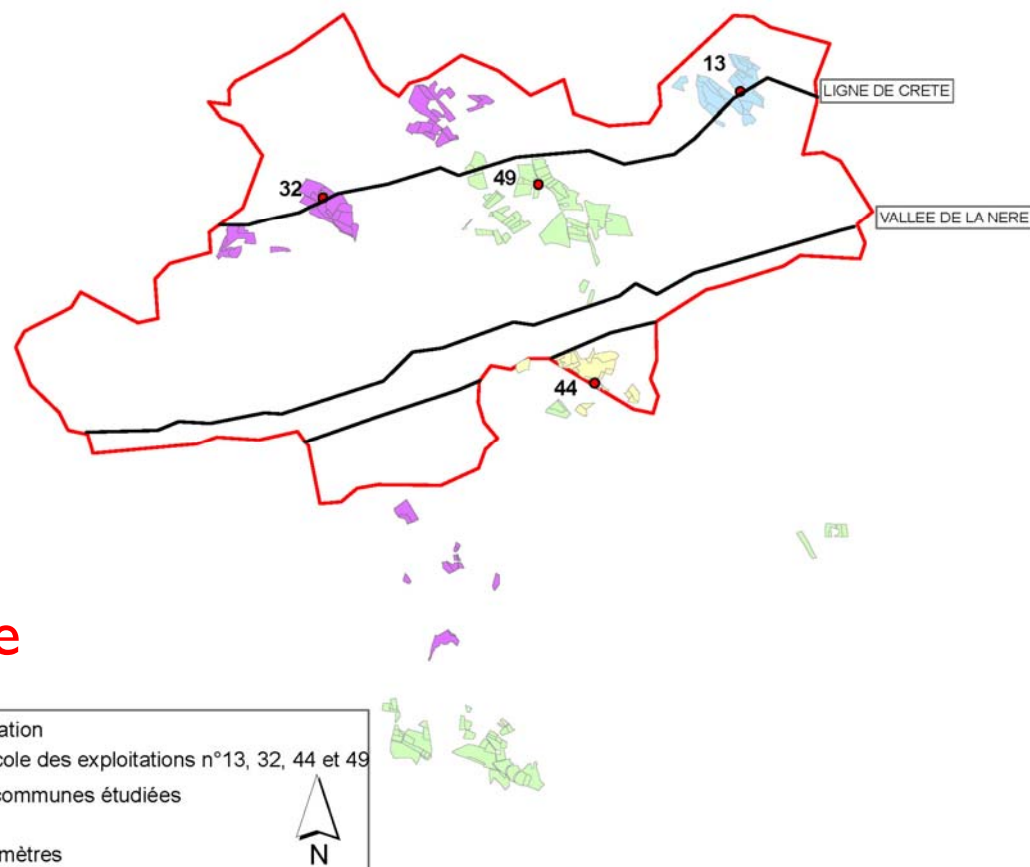 13
LIGNE DE CRETE
49
32
VALLEE DE LA NERE
44
e
ation
cole des exploitations n°13, 32, 44 et 49
communes étudiées
mètres
N